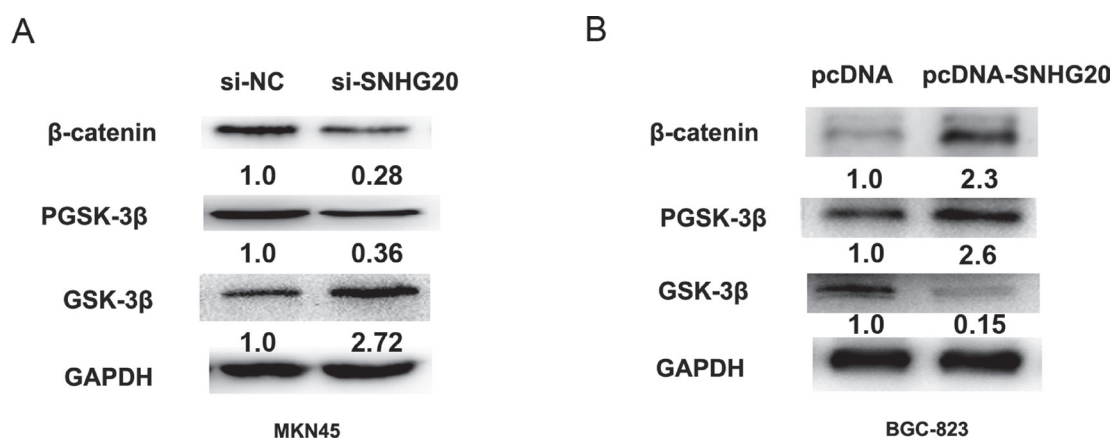 A
si-NC si-SNHG20
β-catenin
1.0 0.28
PGSK-3β
1.0 0.36
GSK-3β
1.0 2.72
GAPDH
MKN45
B
pcDNA pcDNA-SNHG20
β-catenin
1.0 2.3
PGSK-3β
1.0 2.6
GSK-3β
1.0 0.15
GAPDH
BGC-823